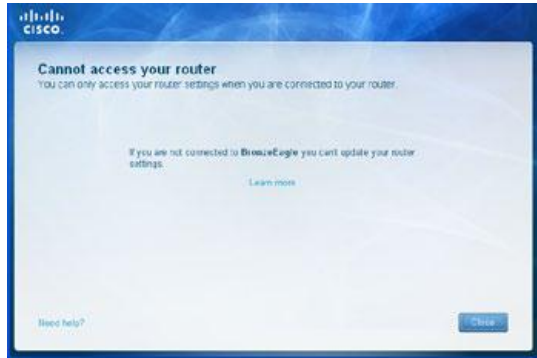 CISCO
Cannot access your router
You can only access your router settings when you are connected to your router.
If you are not connected to BronzeEagle you can't update your router
settings.
Learn more
Need help?
Close